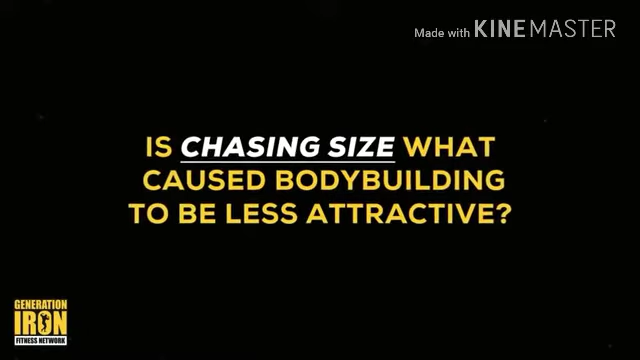 Made with KINEMASTER
IS CHASING SIZE WHAT
CAUSED BODYBUILDING
TO BE LESS ATTRACTIVE?
GENERATION
IRON
FITNESS NETWORK